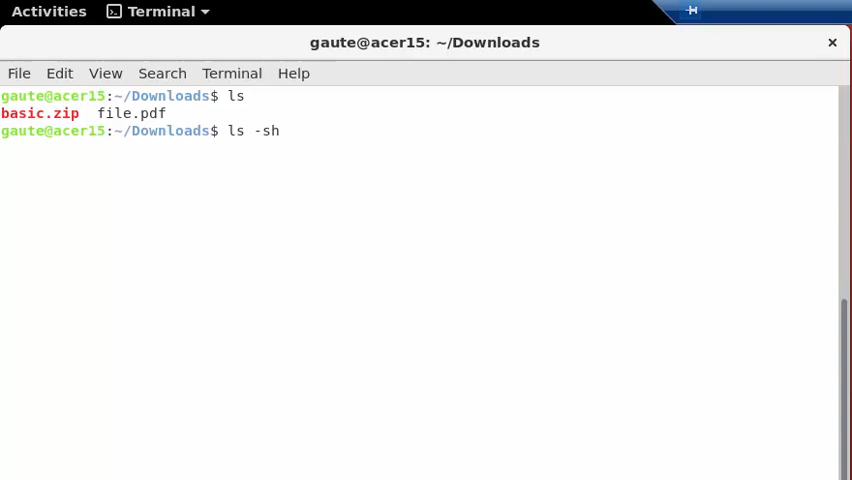 Activities Terminal
gaute@acer15: ~/Downloads ×
File Edit View Search Terminal Help
gaute@acer15:~/Downloads$ ls
basic.zip  file.pdf
gaute@acer15:~/Downloads$ ls -sh